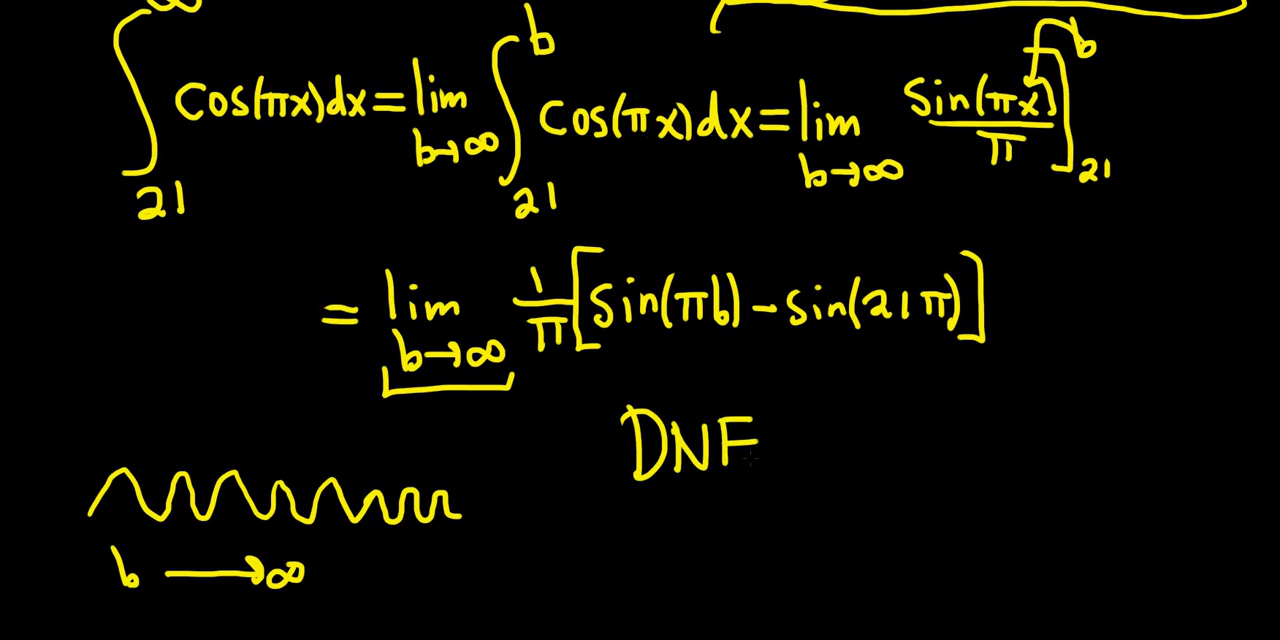 ∫_{21}^{∞} cos(πx)dx = lim_{b→∞} ∫_{21}^{b} cos(πx)dx = lim_{b→∞} sin(πx)/π ]_{21}^{b}
= lim_{b→∞} 1/π [sin(πb) - sin(21π)]
DNF
b → ∞